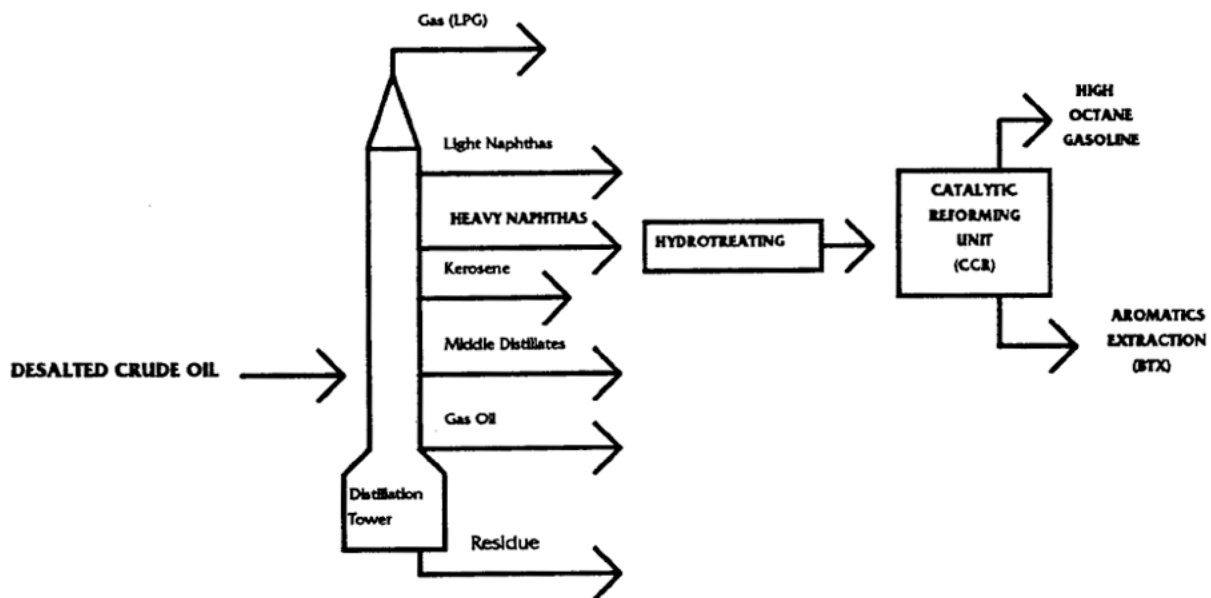 Gas (LPG)
Light Naphthas
HEAVY NAPHTHAS
Kerosene
Middle Distillates
DESALTED CRUDE OIL
Gas Oil
Distillation
Tower
Residue
HYDROTREATING
CATALYTIC
REFORMING
UNIT
(CCR)
HIGH
OCTANE
GASOLINE
AROMATICS
EXTRACTION
(BTX)